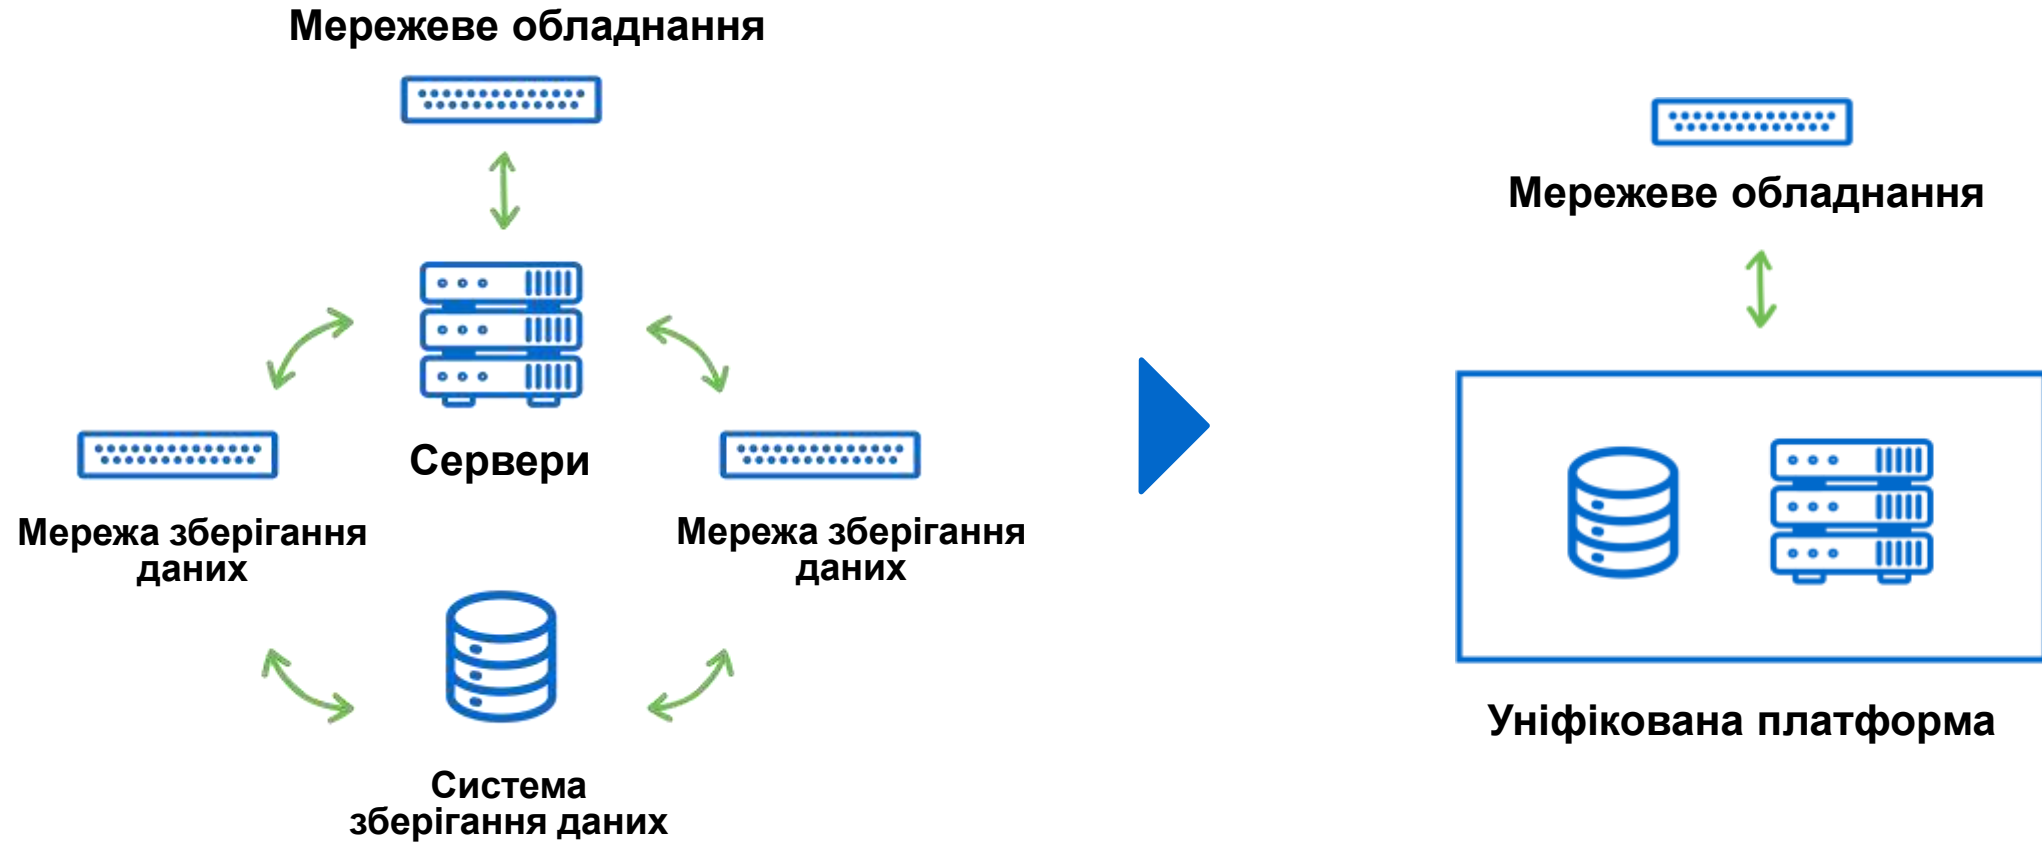 Мережеве обладнання
Сервери
Мережа зберігання
даних
Мережа зберігання
даних
Система
зберігання даних
Мережеве обладнання
Уніфікована платформа